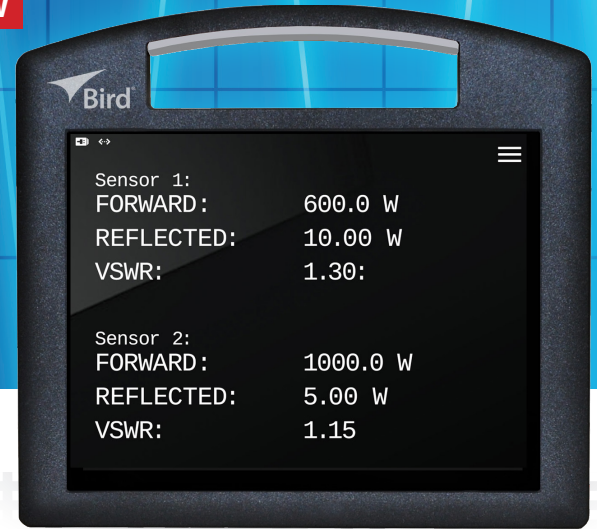 Bird
Sensor 1:
FORWARD: 600.0 W
REFLECTED: 10.00 W
VSWR: 1.30:
Sensor 2:
FORWARD: 1000.0 W
REFLECTED: 5.00 W
VSWR: 1.15